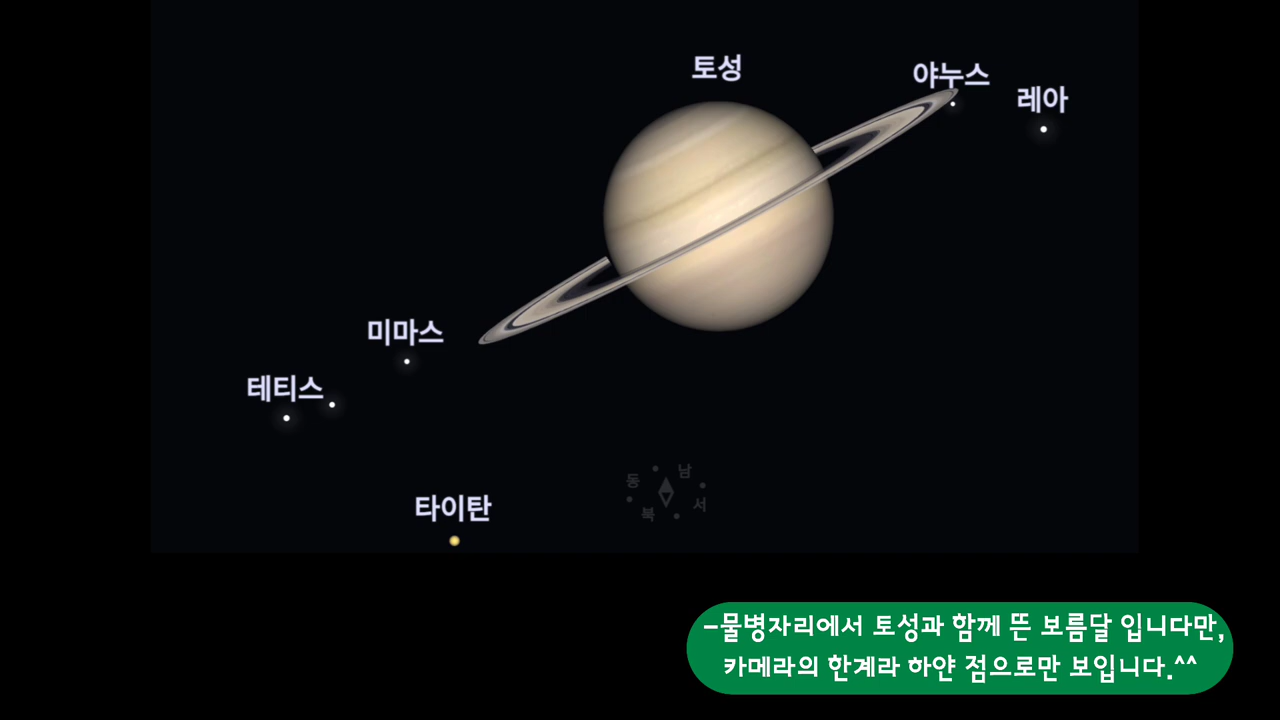 토성
야누스
레아
미마스
테티스
타이탄
동
남
서
북
-물병자리에서 토성과 함께 뜬 보름달 입니다만,
카메라의 한계라 하얀 점으로만 보입니다.^^